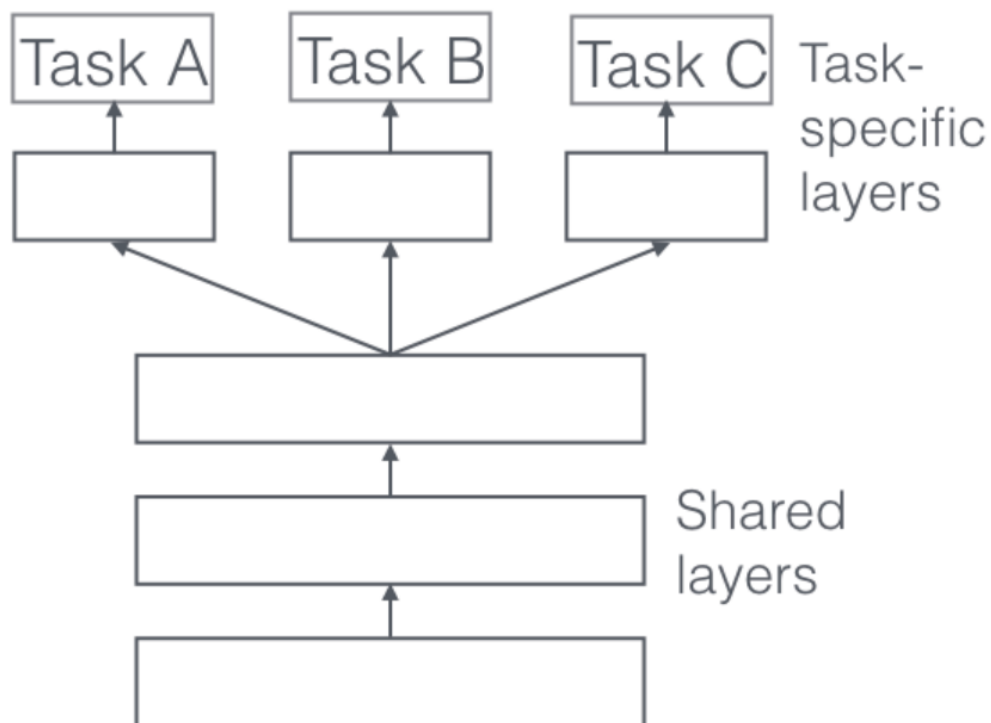 Task A
Task B
Task C
Task-
specific
layers
Shared
layers